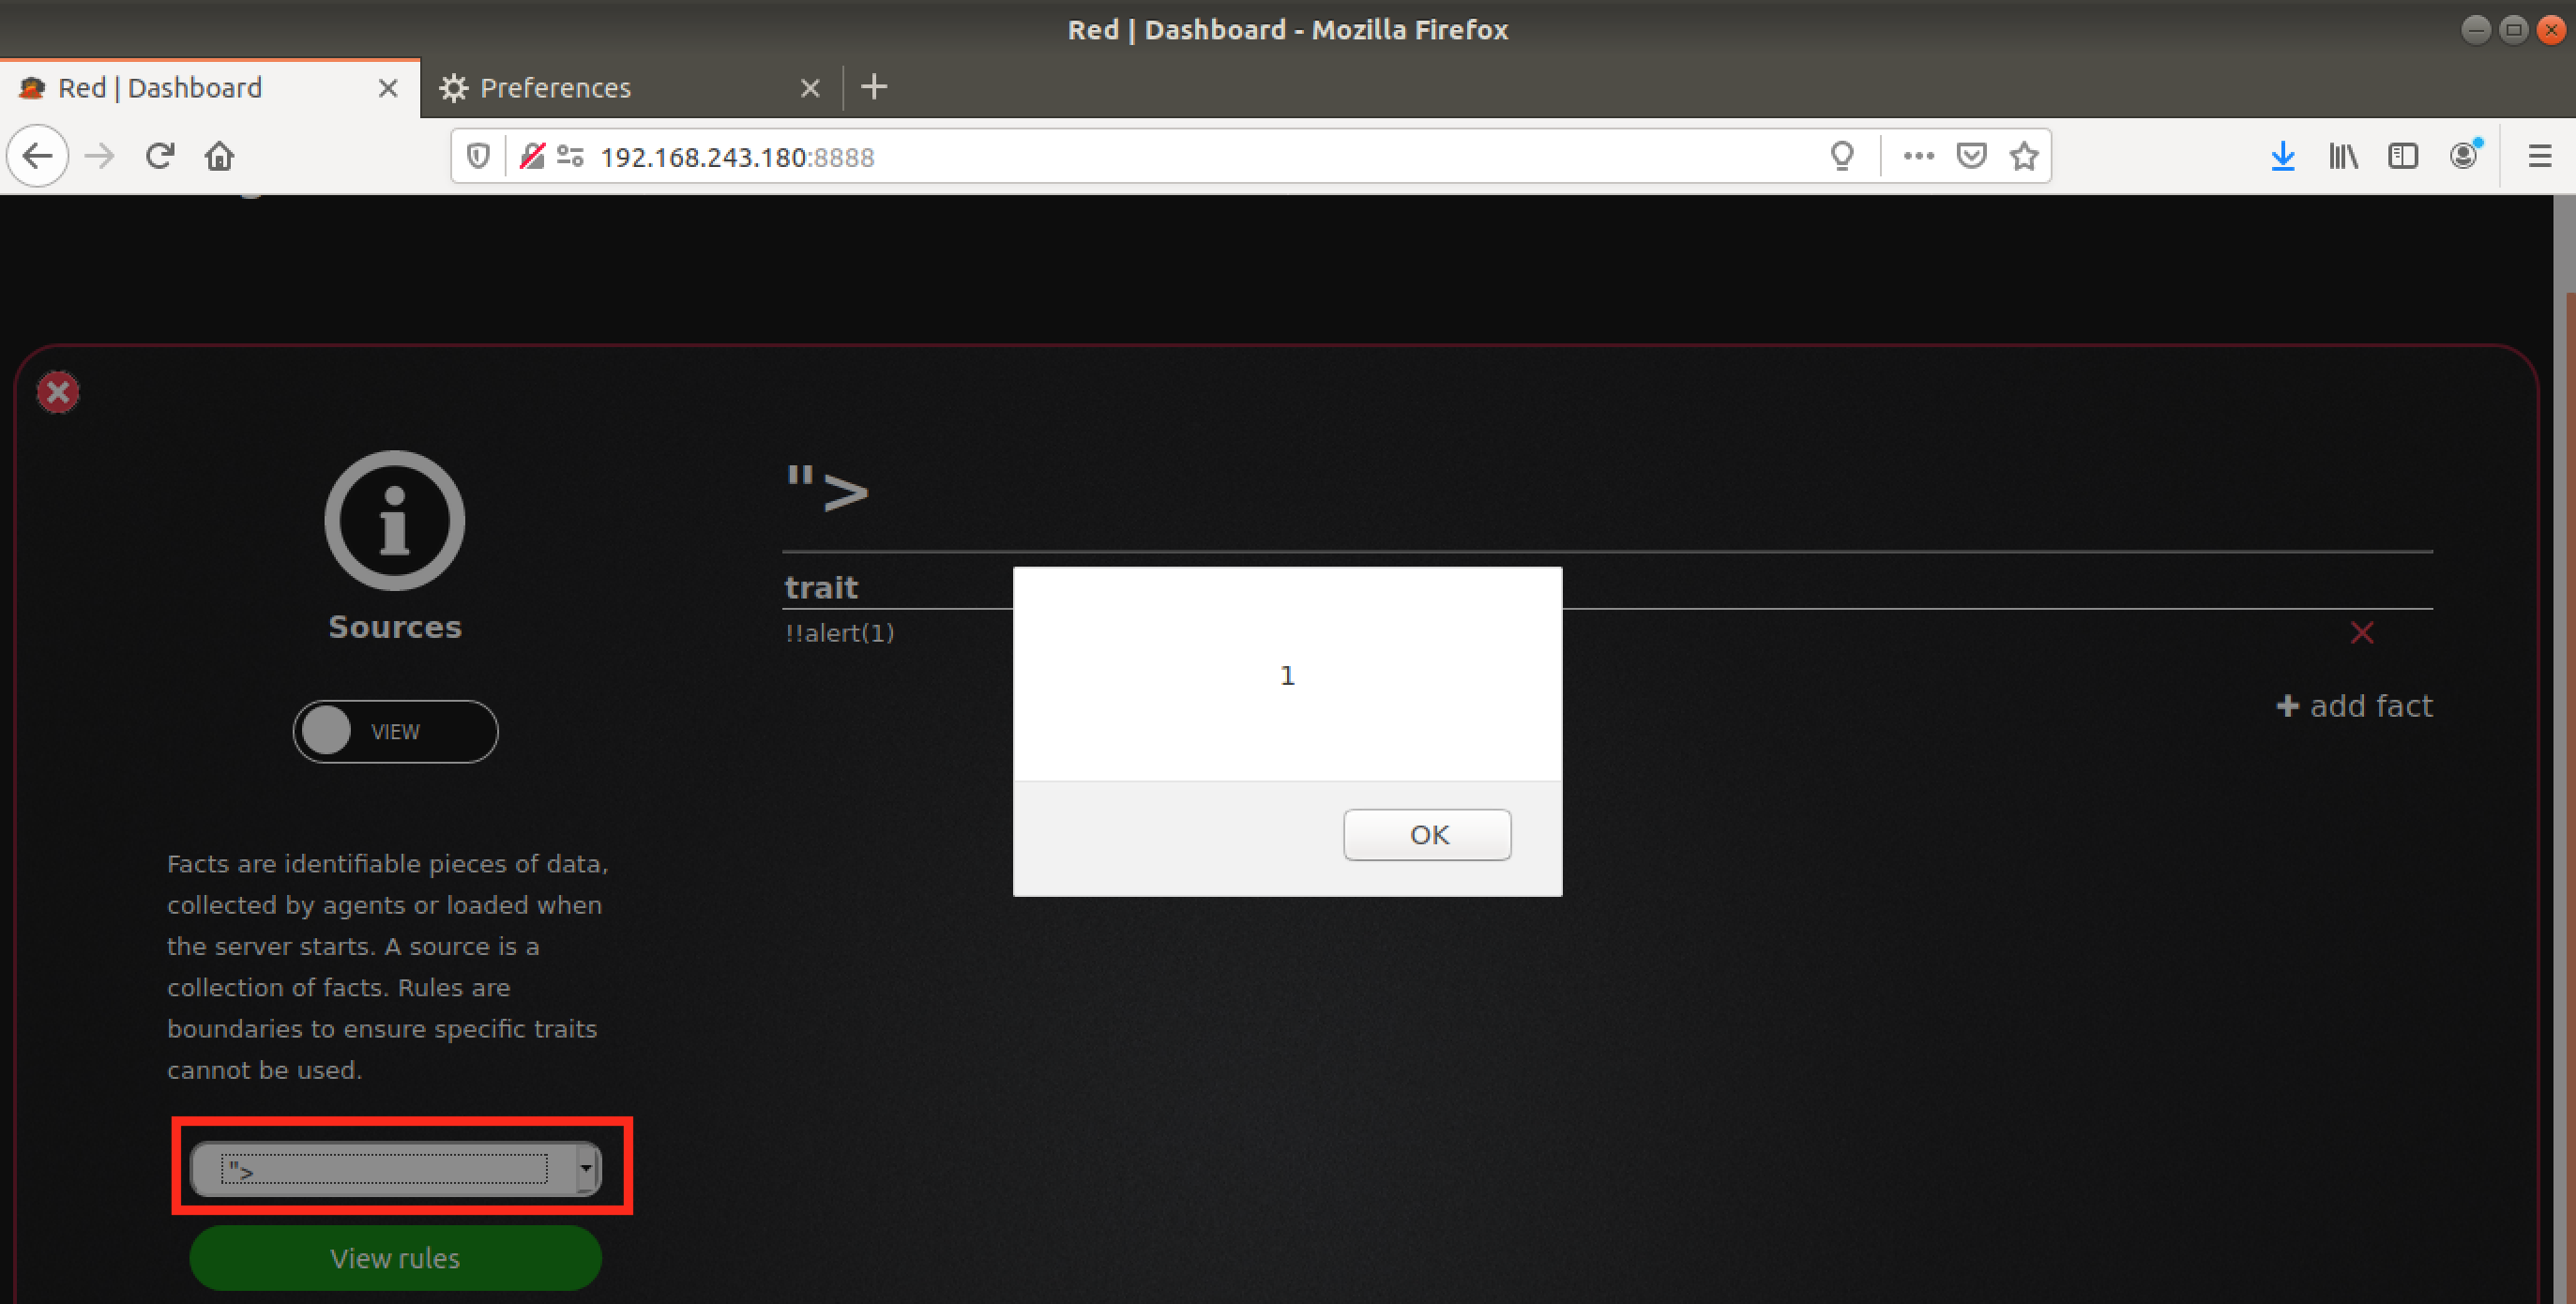 Red | Dashboard - Mozilla Firefox
Red | Dashboard
Preferences
192.168.243.180:8888
">
Sources
trait
!!alert(1)
1
add fact
VIEW
OK
Facts are identifiable pieces of data,
collected by agents or loaded when
the server starts. A source is a
collection of facts. Rules are
boundaries to ensure specific traits
cannot be used.
">
View rules